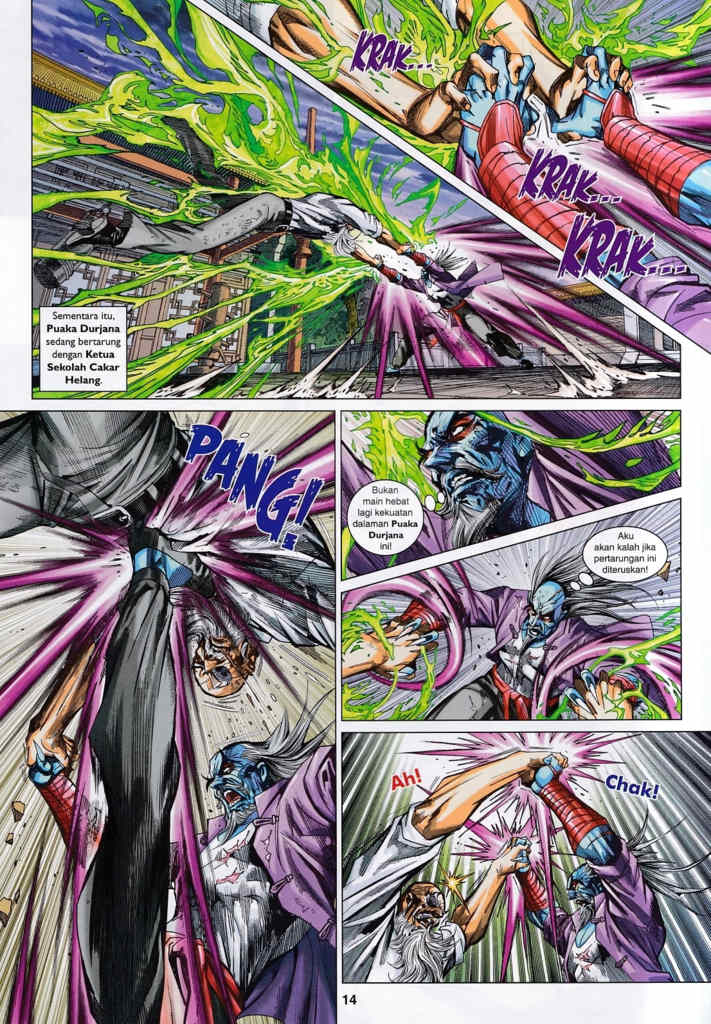 KRAK...
KRAK...
KRAK...
Sementara itu,
Puaka Durjana
sedang bertarung
dengan Ketua
Sekolah Cakar
Helang.
PANG!
Bukan
main hebat
lagi kekuatan
dalaman Puaka
Durjana
ini!
Aku
akan kalah jika
pertarungan ini
diteruskan!
Ah!
Chak!
14